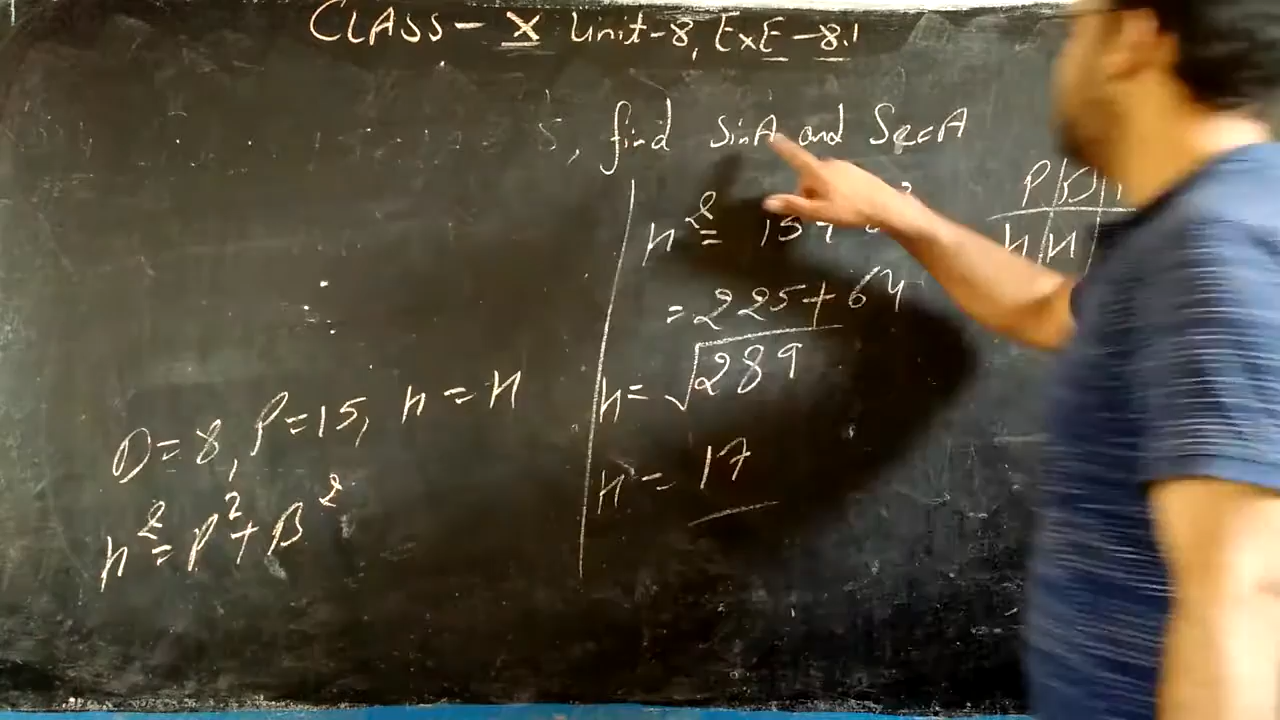 CLASS- X Unit-8, ExE-8.1
5, find SinA and SecA
P|B|
H|H|
h² = 15²
= 225+64
h = √289
h = 17
B=8, P=15, h=H
h² = P² + B²